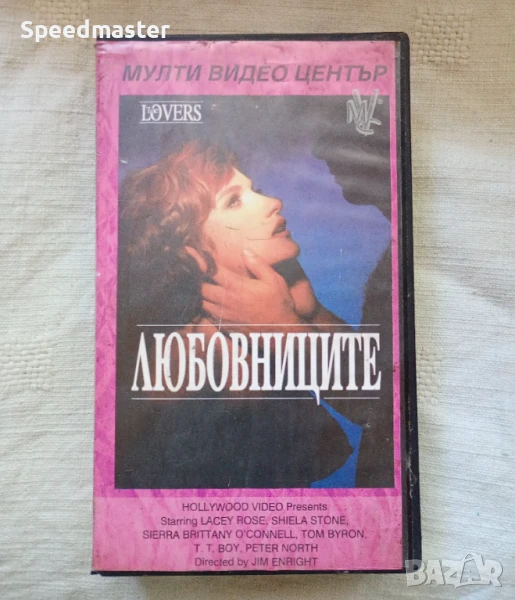 Speedmaster
МУЛТИ ВИДЕО ЦЕНТЪР
LOVERS
ЛЮБОВНИЦИТЕ
HOLLYWOOD VIDEO Presents
Starring LACEY ROSE, SHIELA STONE,
SIERRA BRITTANY O'CONNELL, TOM BYRON,
T. T. BOY, PETER NORTH
Directed by JIM ENRIGHT
BAZAR